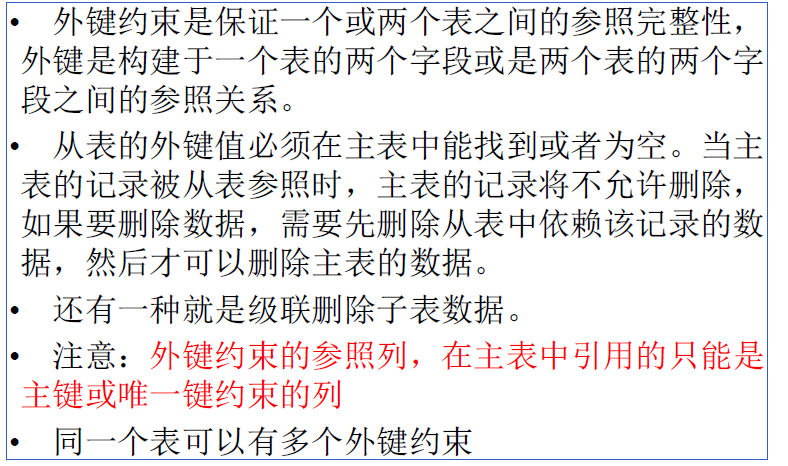 • 外键约束是保证一个或两个表之间的参照完整性，
外键是构建于一个表的两个字段或是两个表的两个字
段之间的参照关系。
• 从表的外键值必须在主表中能找到或者为空。当主
表的记录被从表参照时，主表的记录将不允许删除，
如果要删除数据，需要先删除从表中依赖该记录的数
据，然后才可以删除主表的数据。
• 还有一种就是级联删除子表数据。
• 注意：外键约束的参照列，在主表中引用的只能是
主键或唯一键约束的列
• 同一个表可以有多个外键约束